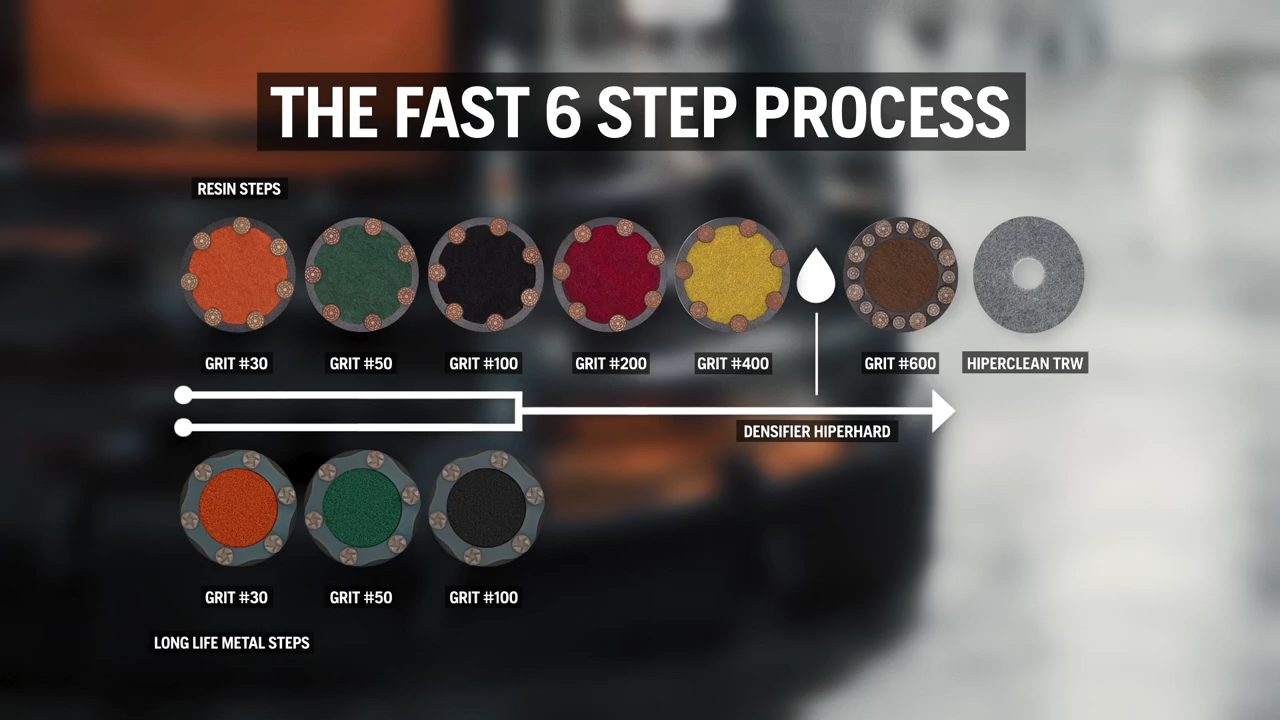 THE FAST 6 STEP PROCESS
RESIN STEPS
GRIT #30
GRIT #50
GRIT #100
GRIT #200
GRIT #400
GRIT #600
HIPERCLEAN TRW
DENSIFIER HIPERHARD
GRIT #30
GRIT #50
GRIT #100
LONG LIFE METAL STEPS